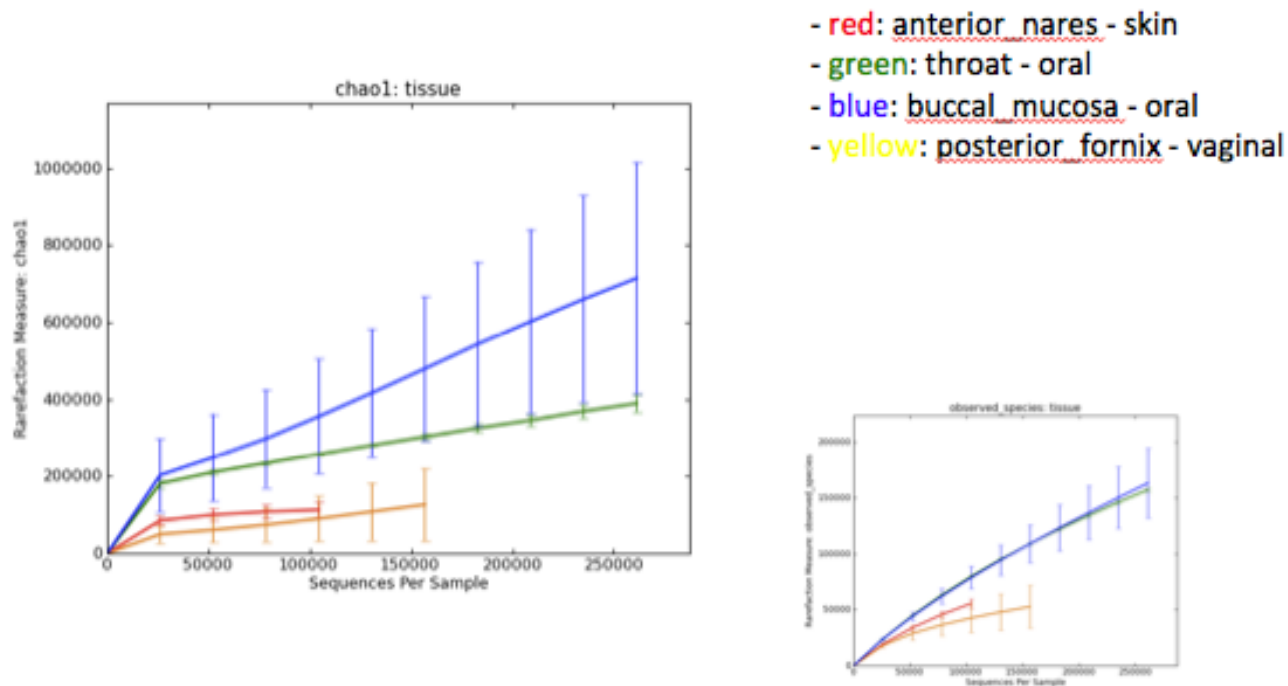 - red: anterior_nares - skin
- green: throat - oral
- blue: buccal_mucosa - oral
- yellow: posterior_fornix - vaginal
chao1: tissue
Rarefaction Measure: chao1
1000000
800000
600000
400000
200000
0
0
50000
100000
150000
200000
250000
Sequences Per Sample
observed_species: tissue
Rarefaction Measure: observed_species
200000
150000
100000
50000
0
0
50000
100000
150000
200000
250000
Sequences Per Sample